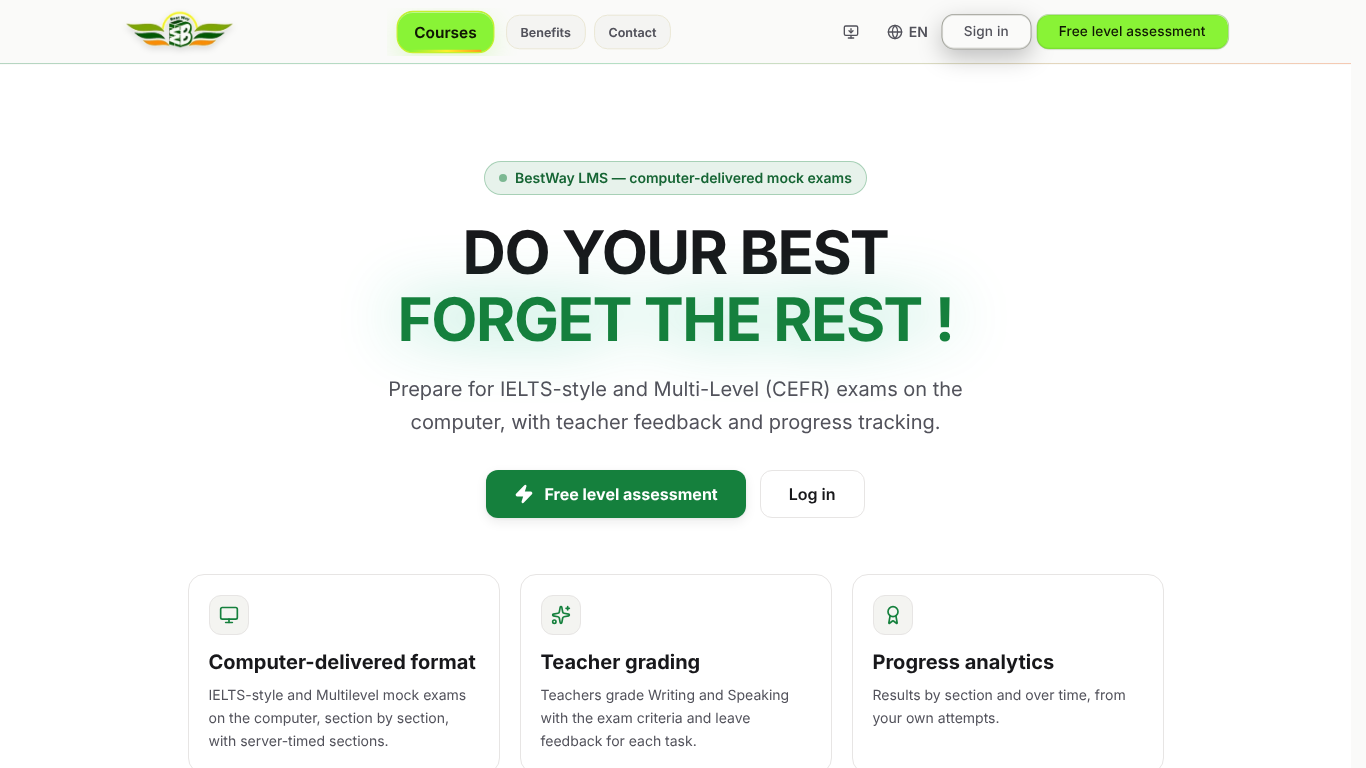 Best Way
Courses
Benefits
Contact
EN
Sign in
Free level assessment
BestWay LMS — computer-delivered mock exams
DO YOUR BEST
FORGET THE REST !
Prepare for IELTS-style and Multi-Level (CEFR) exams on the
computer, with teacher feedback and progress tracking.
Free level assessment
Log in
Computer-delivered format
IELTS-style and Multilevel mock exams
on the computer, section by section,
with server-timed sections.
Teacher grading
Teachers grade Writing and Speaking
with the exam criteria and leave
feedback for each task.
Progress analytics
Results by section and over time, from
your own attempts.